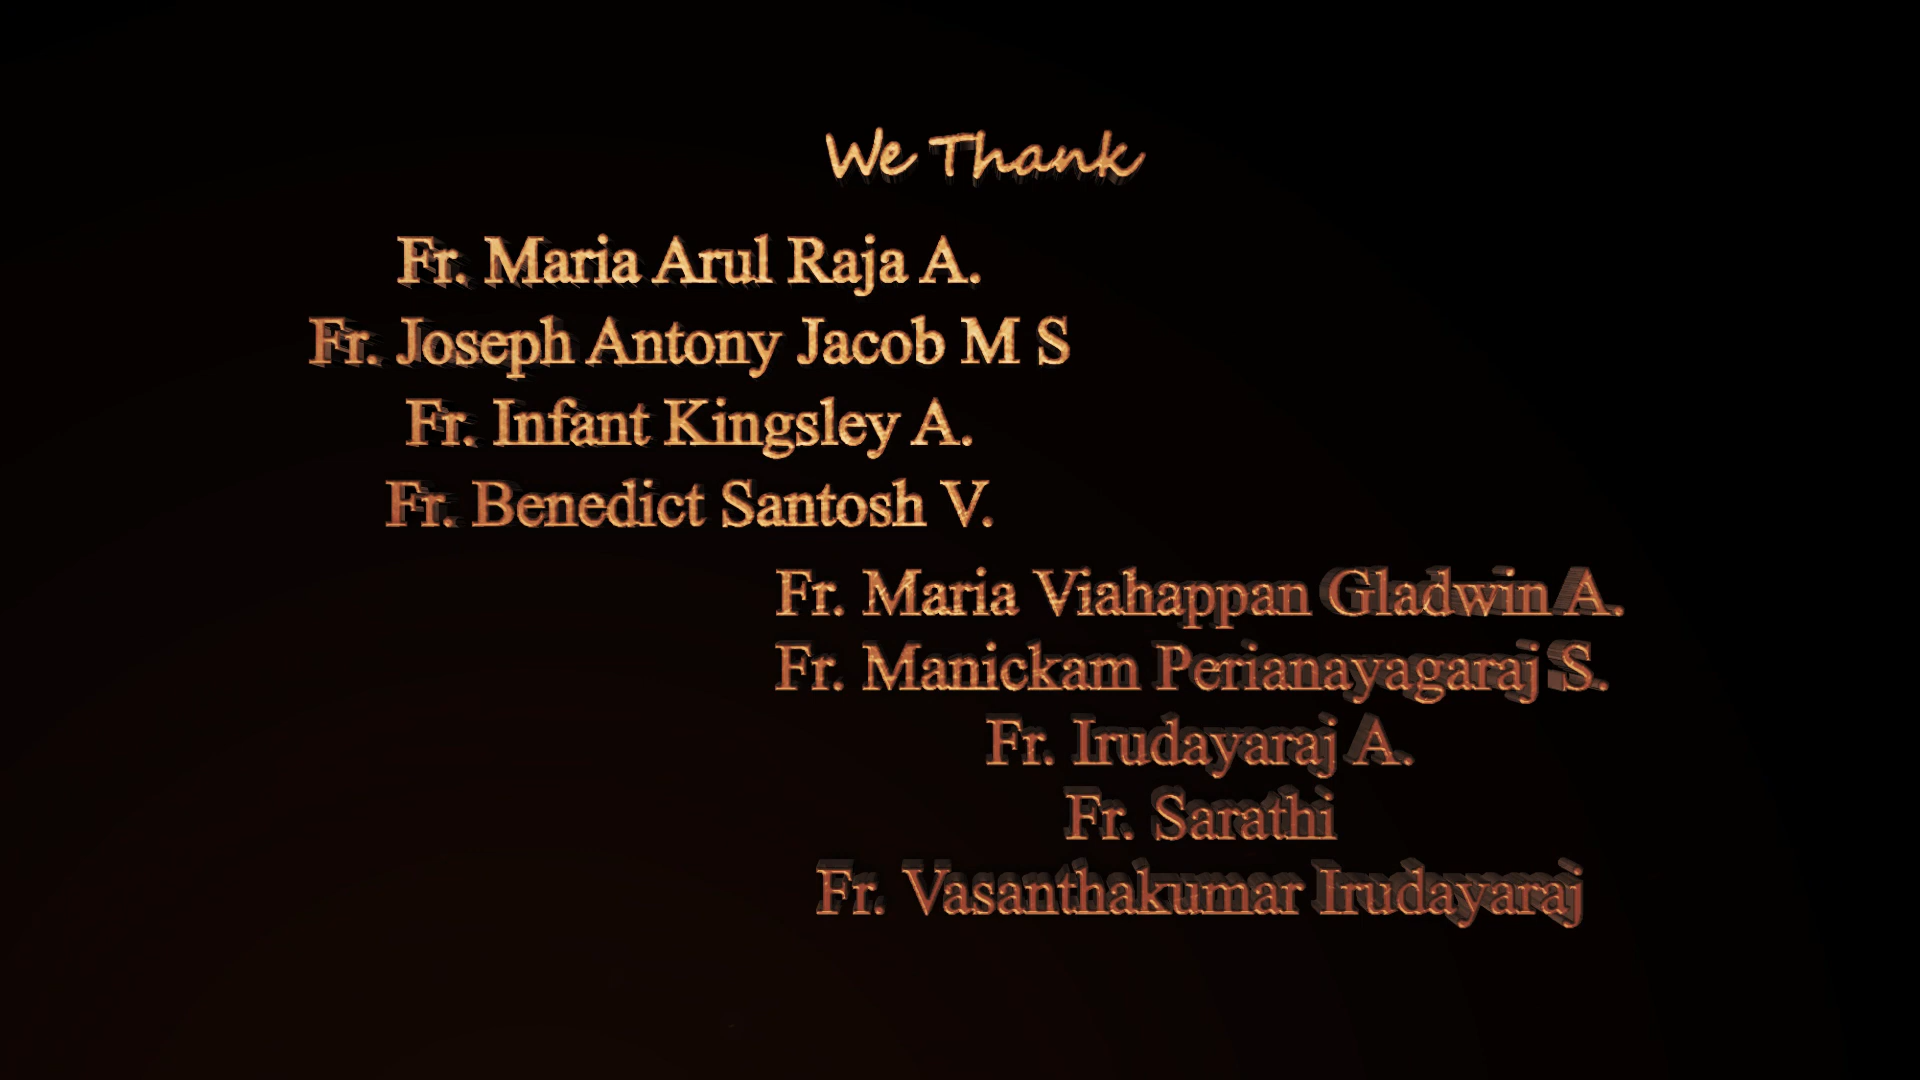 We Thank
Fr. Maria Arul Raja A.
Fr. Joseph Antony Jacob M S
Fr. Infant Kingsley A.
Fr. Benedict Santosh V.
Fr. Maria Viahappan Gladwin A.
Fr. Manickam Perianayagaraj S.
Fr. Irudayaraj A.
Fr. Sarathi
Fr. Vasanthakumar Irudayaraj